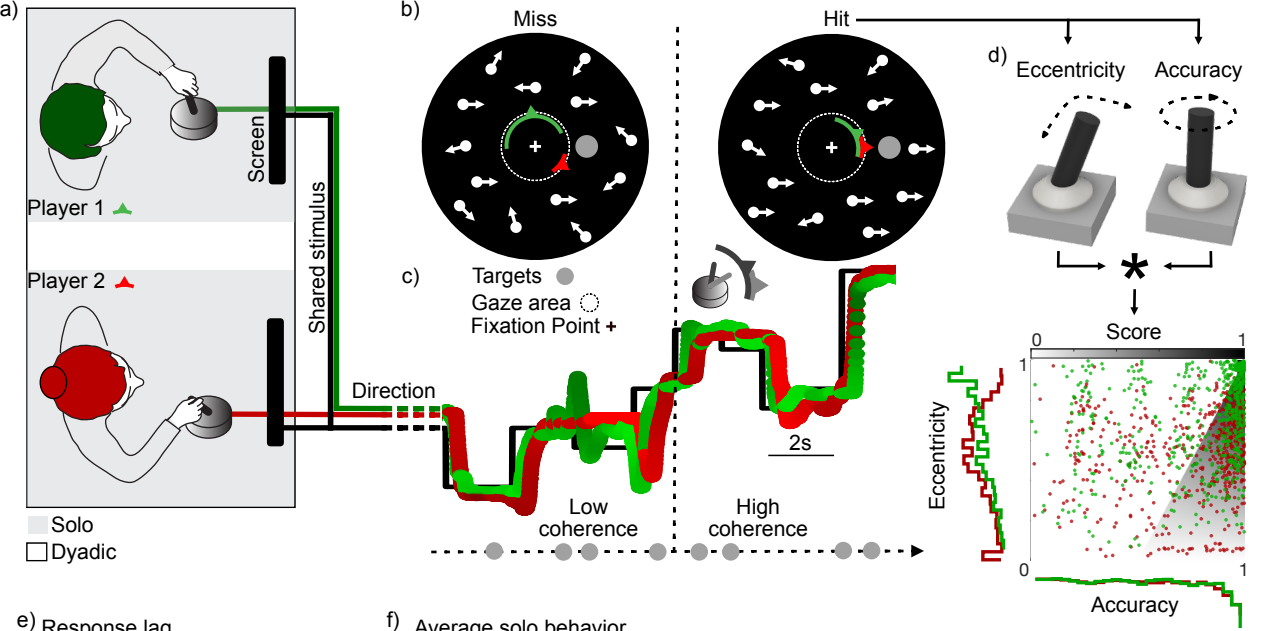 a)
Screen
Player 1
Shared stimulus
Player 2
Direction
Solo
Dyadic
b)
Miss
Hit
c)
Targets
Gaze area
Fixation Point +
2s
Low
coherence
High
coherence
d)
Eccentricity
Accuracy
*
Score
0 1
1
Eccentricity
0 1
Accuracy
e) Response lag
f) Average solo behavior